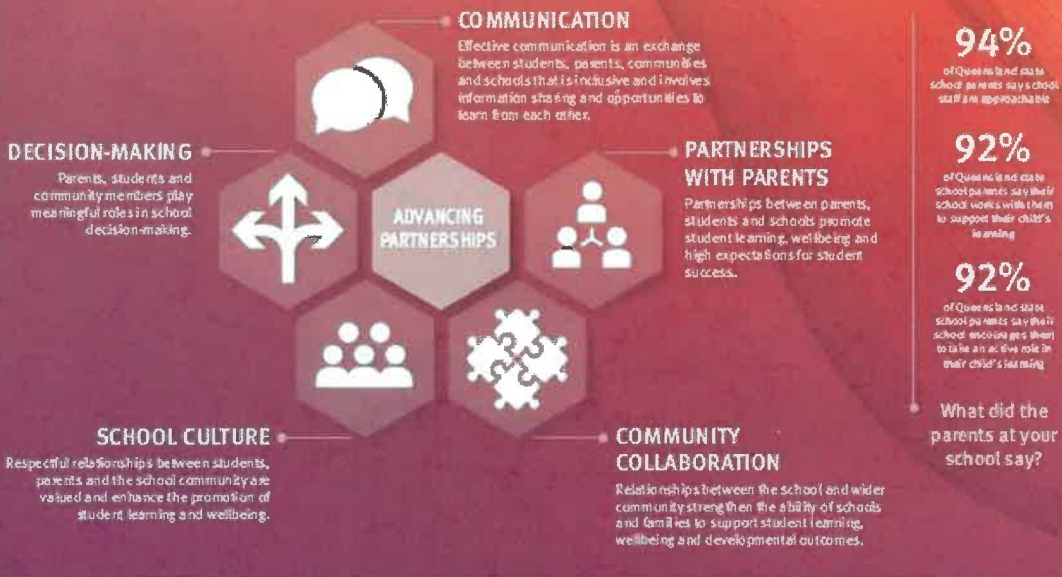 COMMUNICATION
Effective communication is an exchange
between students, parents, communities
and schools that is inclusive and involves
information sharing and opportunities to
learn from each other.
DECISION-MAKING
Parents, students and
community members play
meaningful roles in school
decision-making.
ADVANCING
PARTNERSHIPS
PARTNERSHIPS
WITH PARENTS
Partnerships between parents,
students and schools promote
student learning, wellbeing and
high expectations for student
success.
SCHOOL CULTURE
Respectful relationships between students,
parents and the school community are
valued and enhance the promotion of
student learning and wellbeing.
COMMUNITY
COLLABORATION
Relationships between the school and wider
community strengthen the ability of schools
and families to support student learning,
wellbeing and developmental outcomes.
94%
of Queensland state
school parents say school
staff are approachable
92%
of Queensland state
school parents say their
school works with them
to support their child's
learning
92%
of Queensland state
school parents say their
school encourages them
to take an active role in
their child's learning
What did the
parents at your
school say?